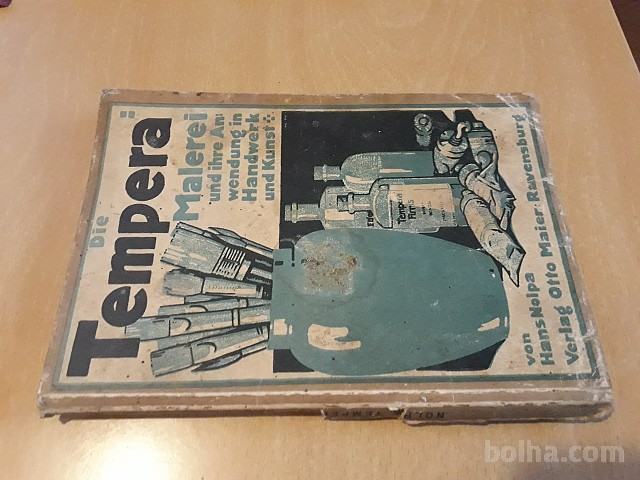 Die
Tempera=
Malerei
und ihre An=
wendung in
Handwerk
und Kunst
Tempera
von
Hans Nolpa
Verlag Otto Maier, Ravensburg
bolha.com